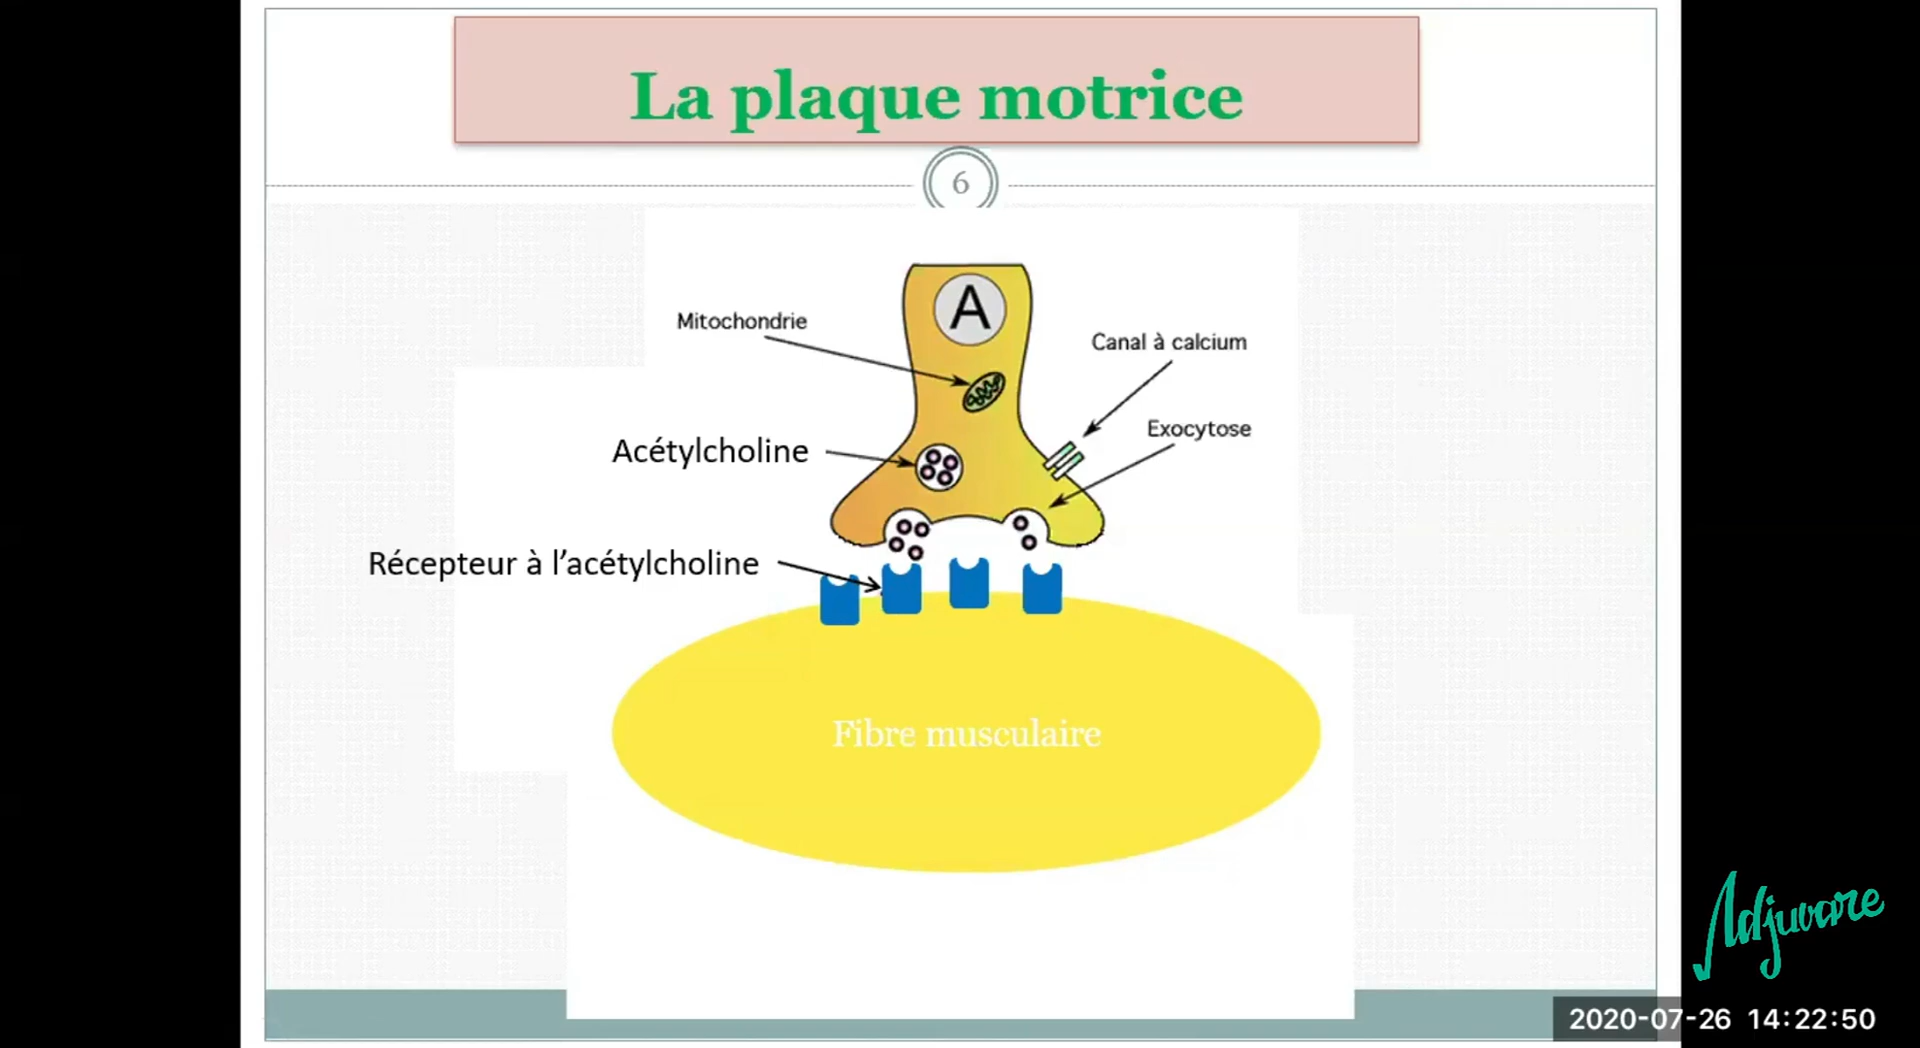 La plaque motrice
6
A
Mitochondrie
Canal à calcium
Exocytose
Acétylcholine
Récepteur à l’acétylcholine
Fibre musculaire
Adjuvare
2020-07-26 14:22:50